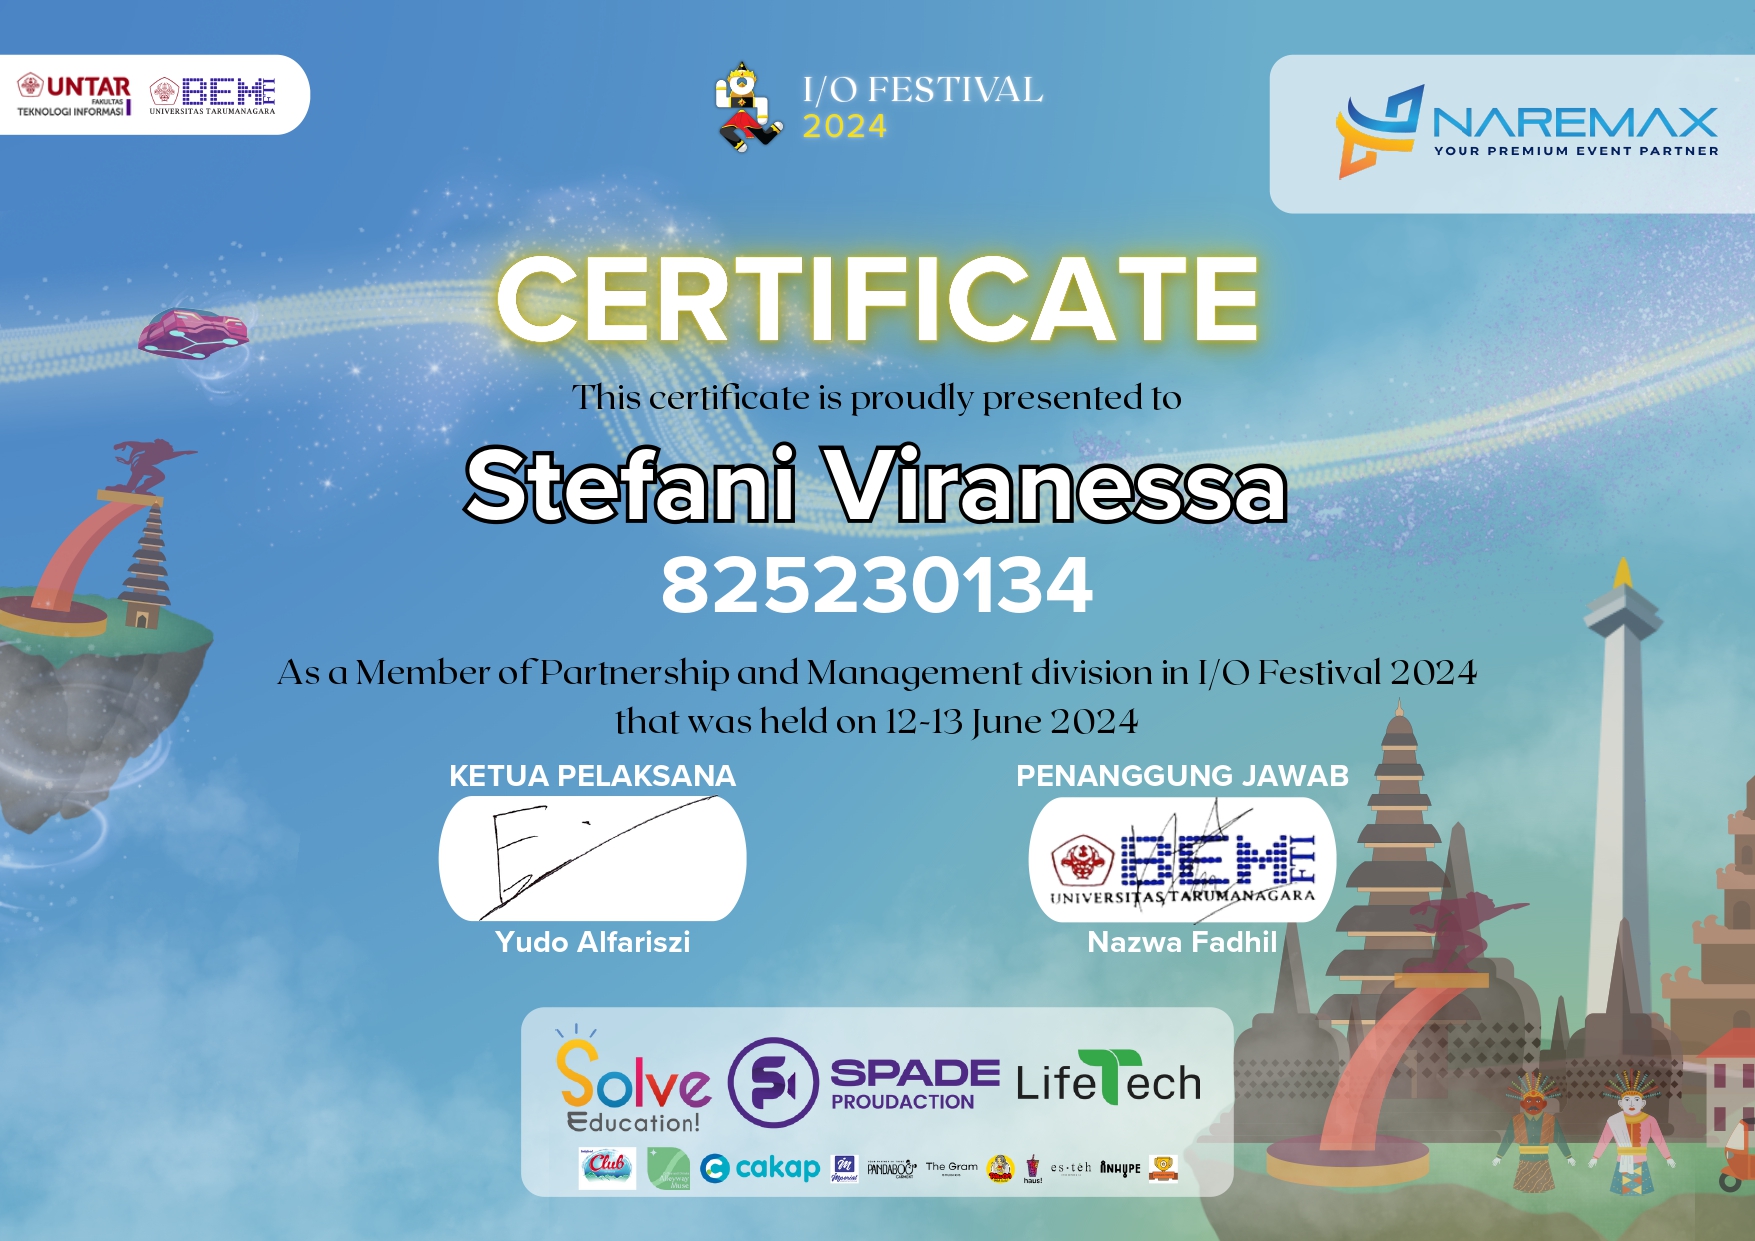 UNTAR
FAKULTAS
TEKNOLOGI INFORMASI
BEM FTI
UNIVERSITAS TARUMANAGARA
I/O FESTIVAL
2024
NAREMAX
YOUR PREMIUM EVENT PARTNER
CERTIFICATE
This certificate is proudly presented to
Stefani Viranessa
825230134
As a Member of Partnership and Management division in I/O Festival 2024
that was held on 12-13 June 2024
KETUA PELAKSANA
Yudo Alfariszi
PENANGGUNG JAWAB
BEM FTI
UNIVERSITAS TARUMANAGARA
Nazwa Fadhil
Solve
Education!
SPADE
PROUDACTION
LifeTech
Club
cakap
Imperial
PANDABOO
The Gram
haus!
es·teh
ANHYPE